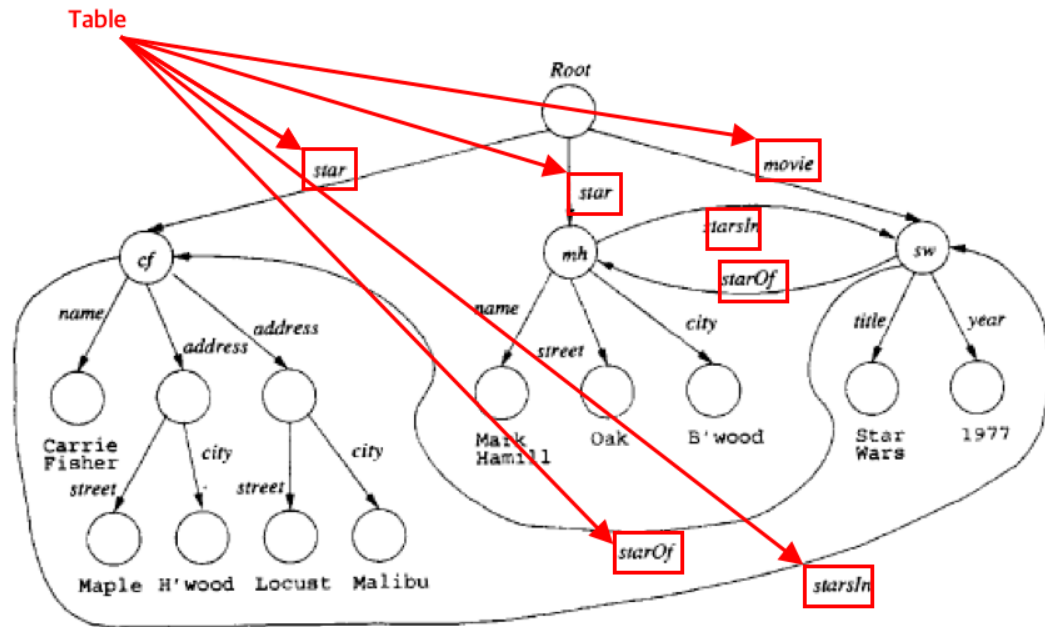 Table
Root
star
star
movie
starsIn
cf
mh
sw
starOf
name
address
address
name
street
city
title
year
Carrie
Fisher
Mark
Hamill
Oak
B'wood
Star
Wars
1977
street
city
street
city
Maple
H'wood
Locust
Malibu
starOf
starsIn